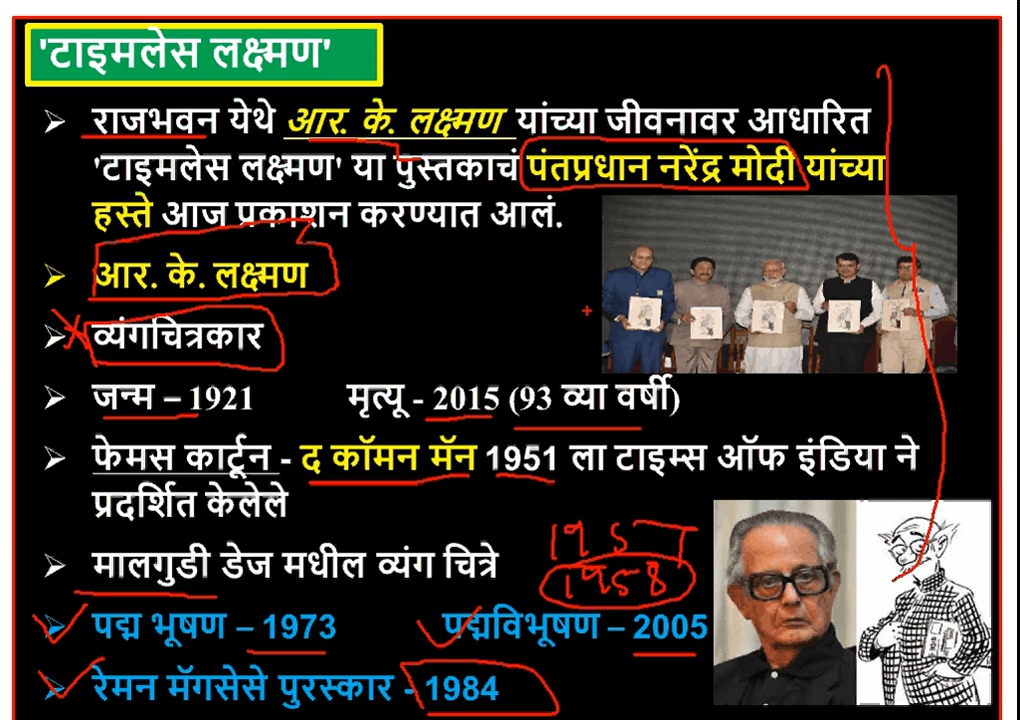 'टाइमलेस लक्ष्मण'
➢ राजभवन येथे आर. के. लक्ष्मण यांच्या जीवनावर आधारित
'टाइमलेस लक्ष्मण' या पुस्तकाचं पंतप्रधान नरेंद्र मोदी यांच्या
हस्ते आज प्रकाशन करण्यात आलं.
➢ आर. के. लक्ष्मण
➢ व्यंगचित्रकार
➢ जन्म – 1921 मृत्यू - 2015 (93 व्या वर्षी)
➢ फेमस कार्टून - द कॉमन मॅन 1951 ला टाइम्स ऑफ इंडिया ने
प्रदर्शित केलेले
➢ मालगुडी डेज मधील व्यंग चित्रे
1957
1958
➢ पद्म भूषण – 1973 पद्मविभूषण – 2005
➢ रेमन मॅगसेसे पुरस्कार - 1984